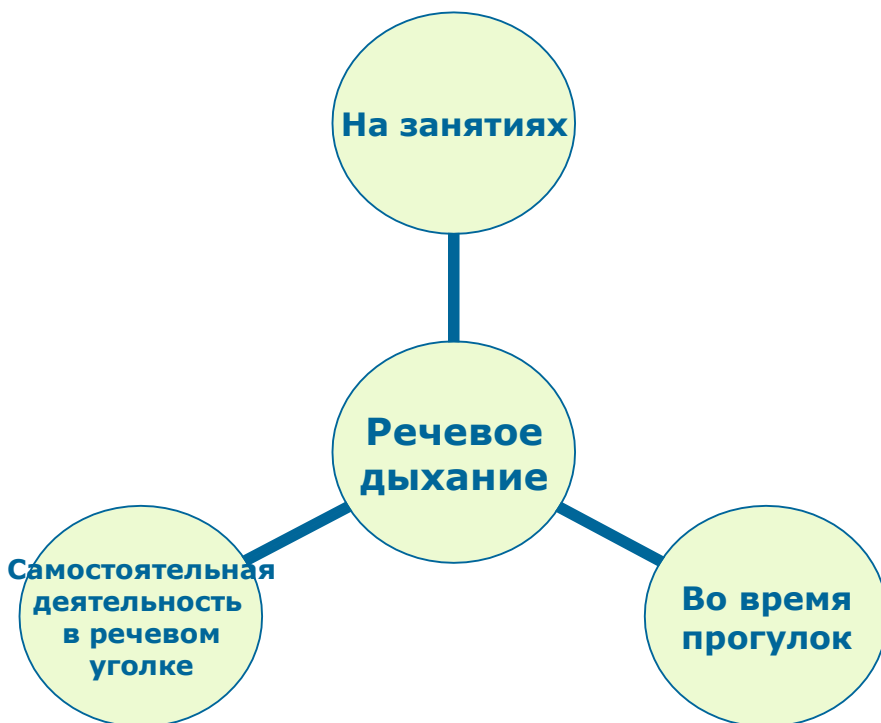 На занятиях
Речевое
дыхание
Самостоятельная
деятельность
в речевом
уголке
Во время
прогулок